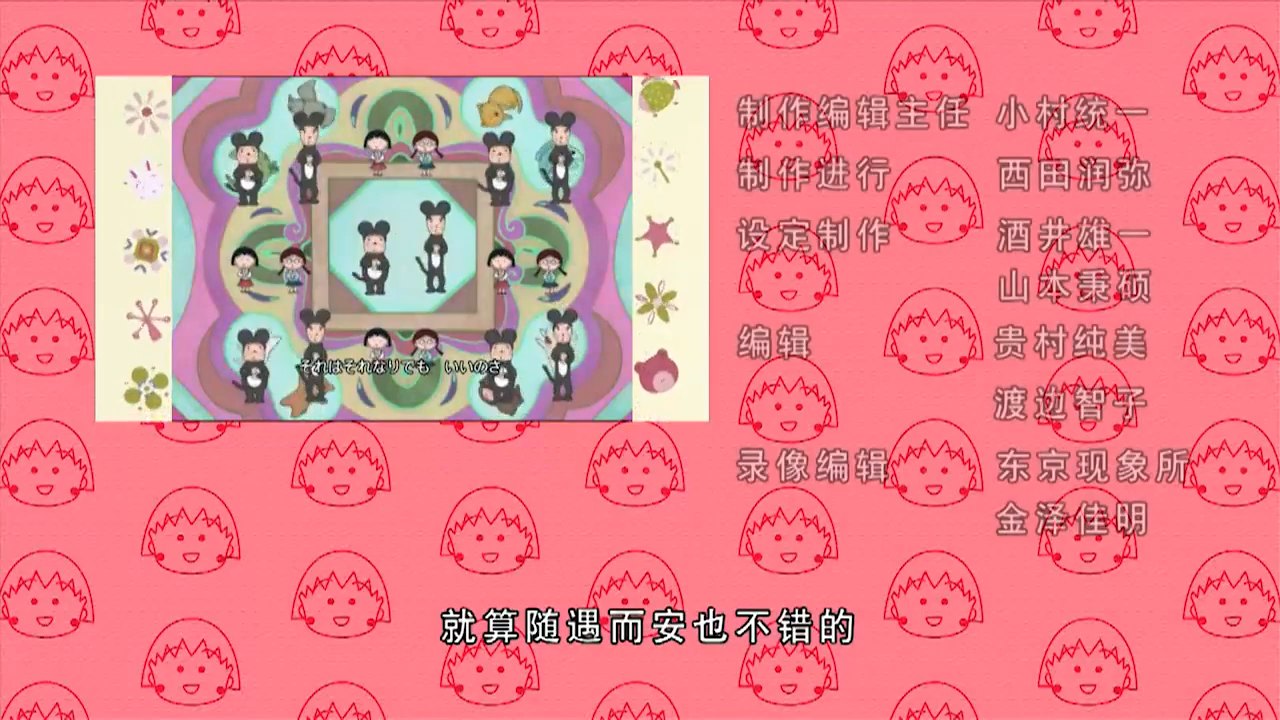 制作编辑主任 小村统一
制作进行 西田润弥
设定制作 酒井雄一
山本秉硕
编辑 贵村纯美
渡边智子
录像编辑 东京现象所
金泽佳明
それはそれなりでも いいのさ
就算随遇而安也不错的